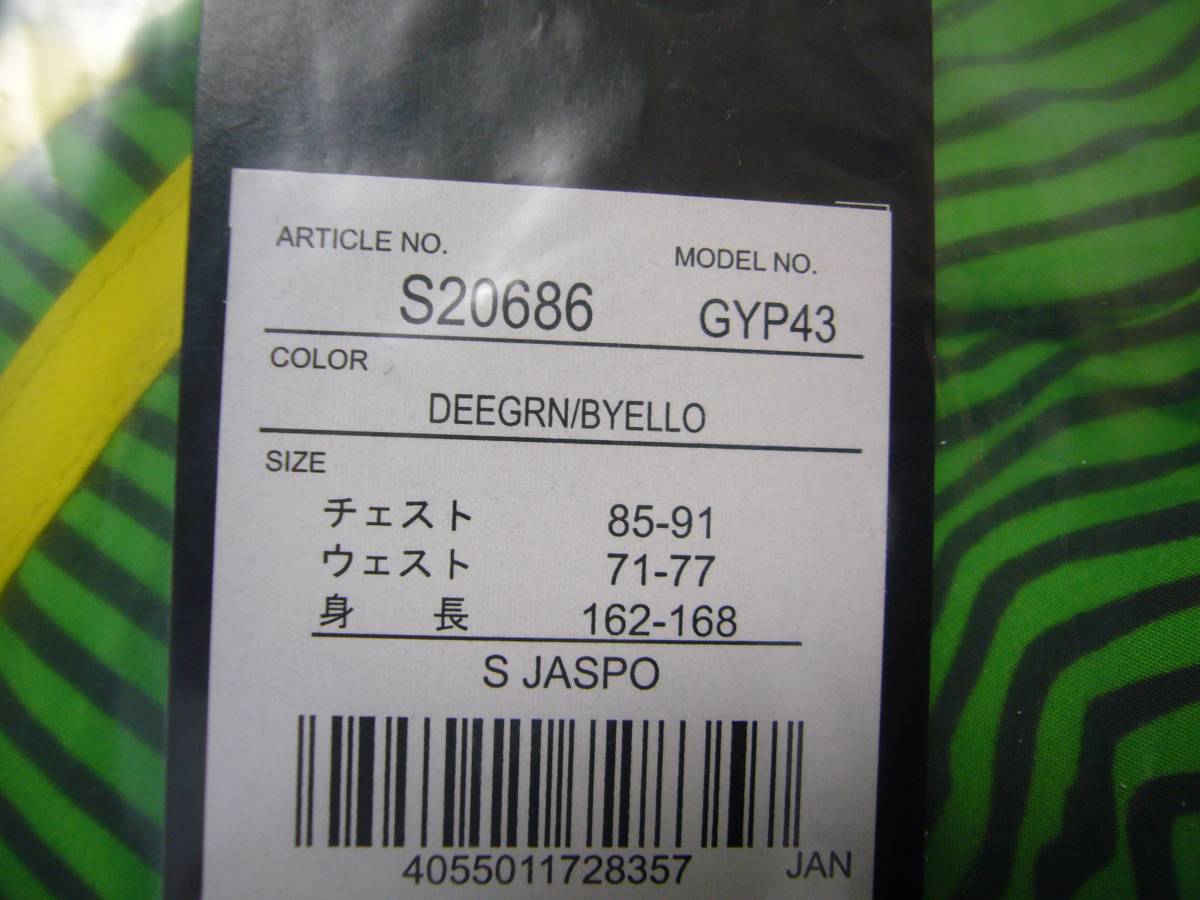 ARTICLE NO. MODEL NO.
S20686 GYP43
COLOR
DEEGRN/BYELLO
SIZE
チェスト 85-91
ウェスト 71-77
身 長 162-168
S JASPO
4055011728357 JAN